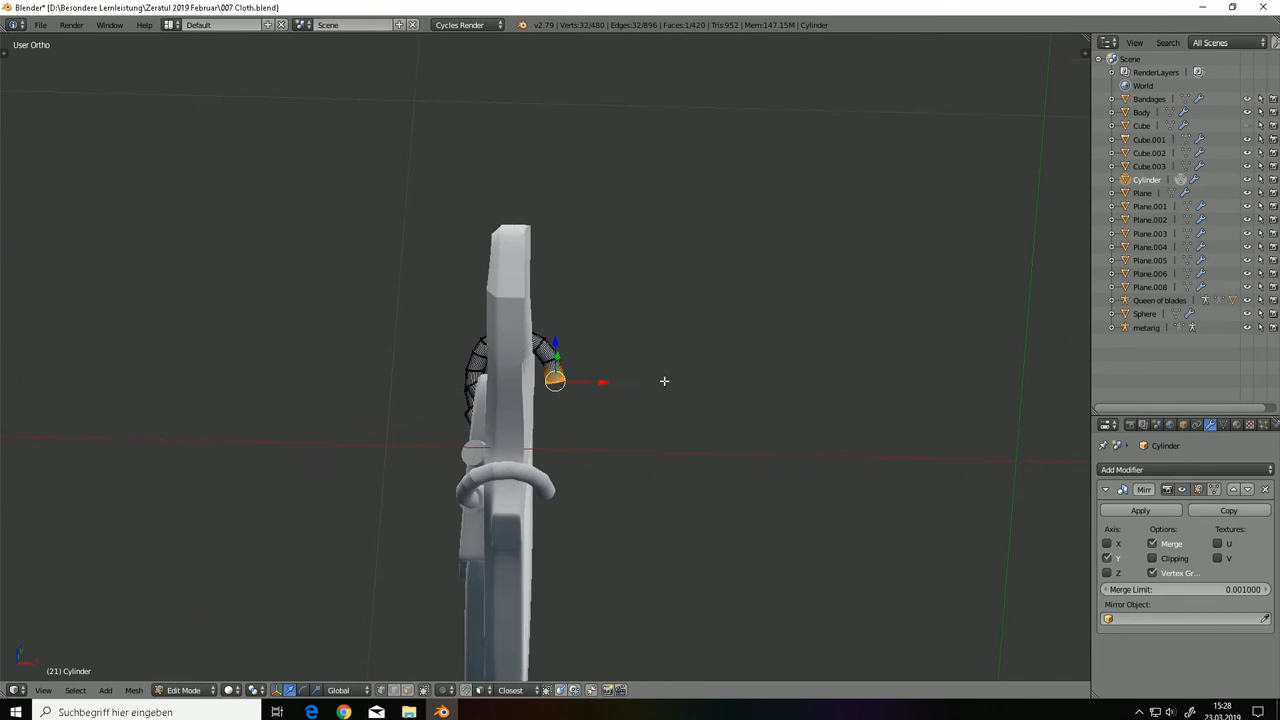 Blender* [D:\Besondere Lernleistung\Zeratul 2019 Februar\007 Cloth.blend]
File Render Window Help Default Scene Cycles Render v2.79 | Verts:32/480 | Edges:32/896 | Faces:1/420 | Tris:952 | Mem:147.15M | Cylinder
User Ortho
View Search All Scenes
Scene
RenderLayers
World
Bandages
Body
Cube
Cube.001
Cube.002
Cube.003
Cylinder
Plane
Plane.001
Plane.002
Plane.003
Plane.004
Plane.005
Plane.006
Plane.008
Queen of blades
Sphere
metarig
Cylinder
Add Modifier
Mirr
Apply Copy
Axis: Options: Textures:
X Merge U
Y Clipping V
Z Vertex Gr...
Merge Limit: 0.001000
Mirror Object:
(21) Cylinder
View Select Add Mesh Edit Mode Global Closest
Suchbegriff hier eingeben
15:28
23.03.2019